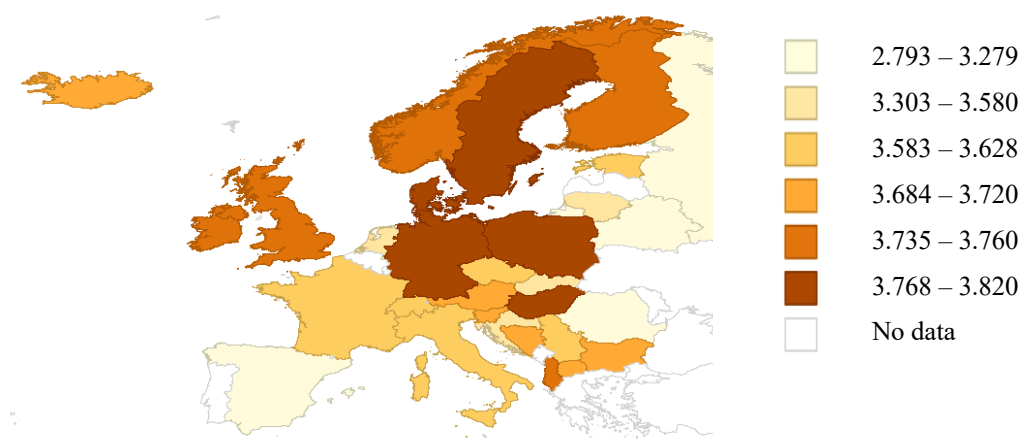 2.793 – 3.279
3.303 – 3.580
3.583 – 3.628
3.684 – 3.720
3.735 – 3.760
3.768 – 3.820
No data